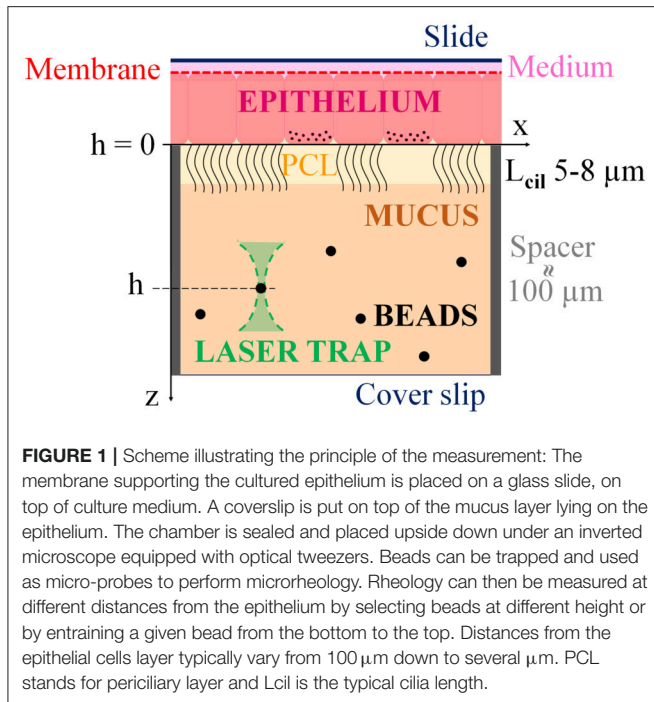 Slide
Membrane
Medium
EPITHELIUM
h = 0
x
PCL
Lcil 5-8 µm
MUCUS
Spacer
≈
100 µm
h
BEADS
LASER TRAP
z
Cover slip
FIGURE 1 | Scheme illustrating the principle of the measurement: The
membrane supporting the cultured epithelium is placed on a glass slide, on
top of culture medium. A coverslip is put on top of the mucus layer lying on the
epithelium. The chamber is sealed and placed upside down under an inverted
microscope equipped with optical tweezers. Beads can be trapped and used
as micro-probes to perform microrheology. Rheology can then be measured at
different distances from the epithelium by selecting beads at different height or
by entraining a given bead from the bottom to the top. Distances from the
epithelial cells layer typically vary from 100 µm down to several µm. PCL
stands for periciliary layer and Lcil is the typical cilia length.